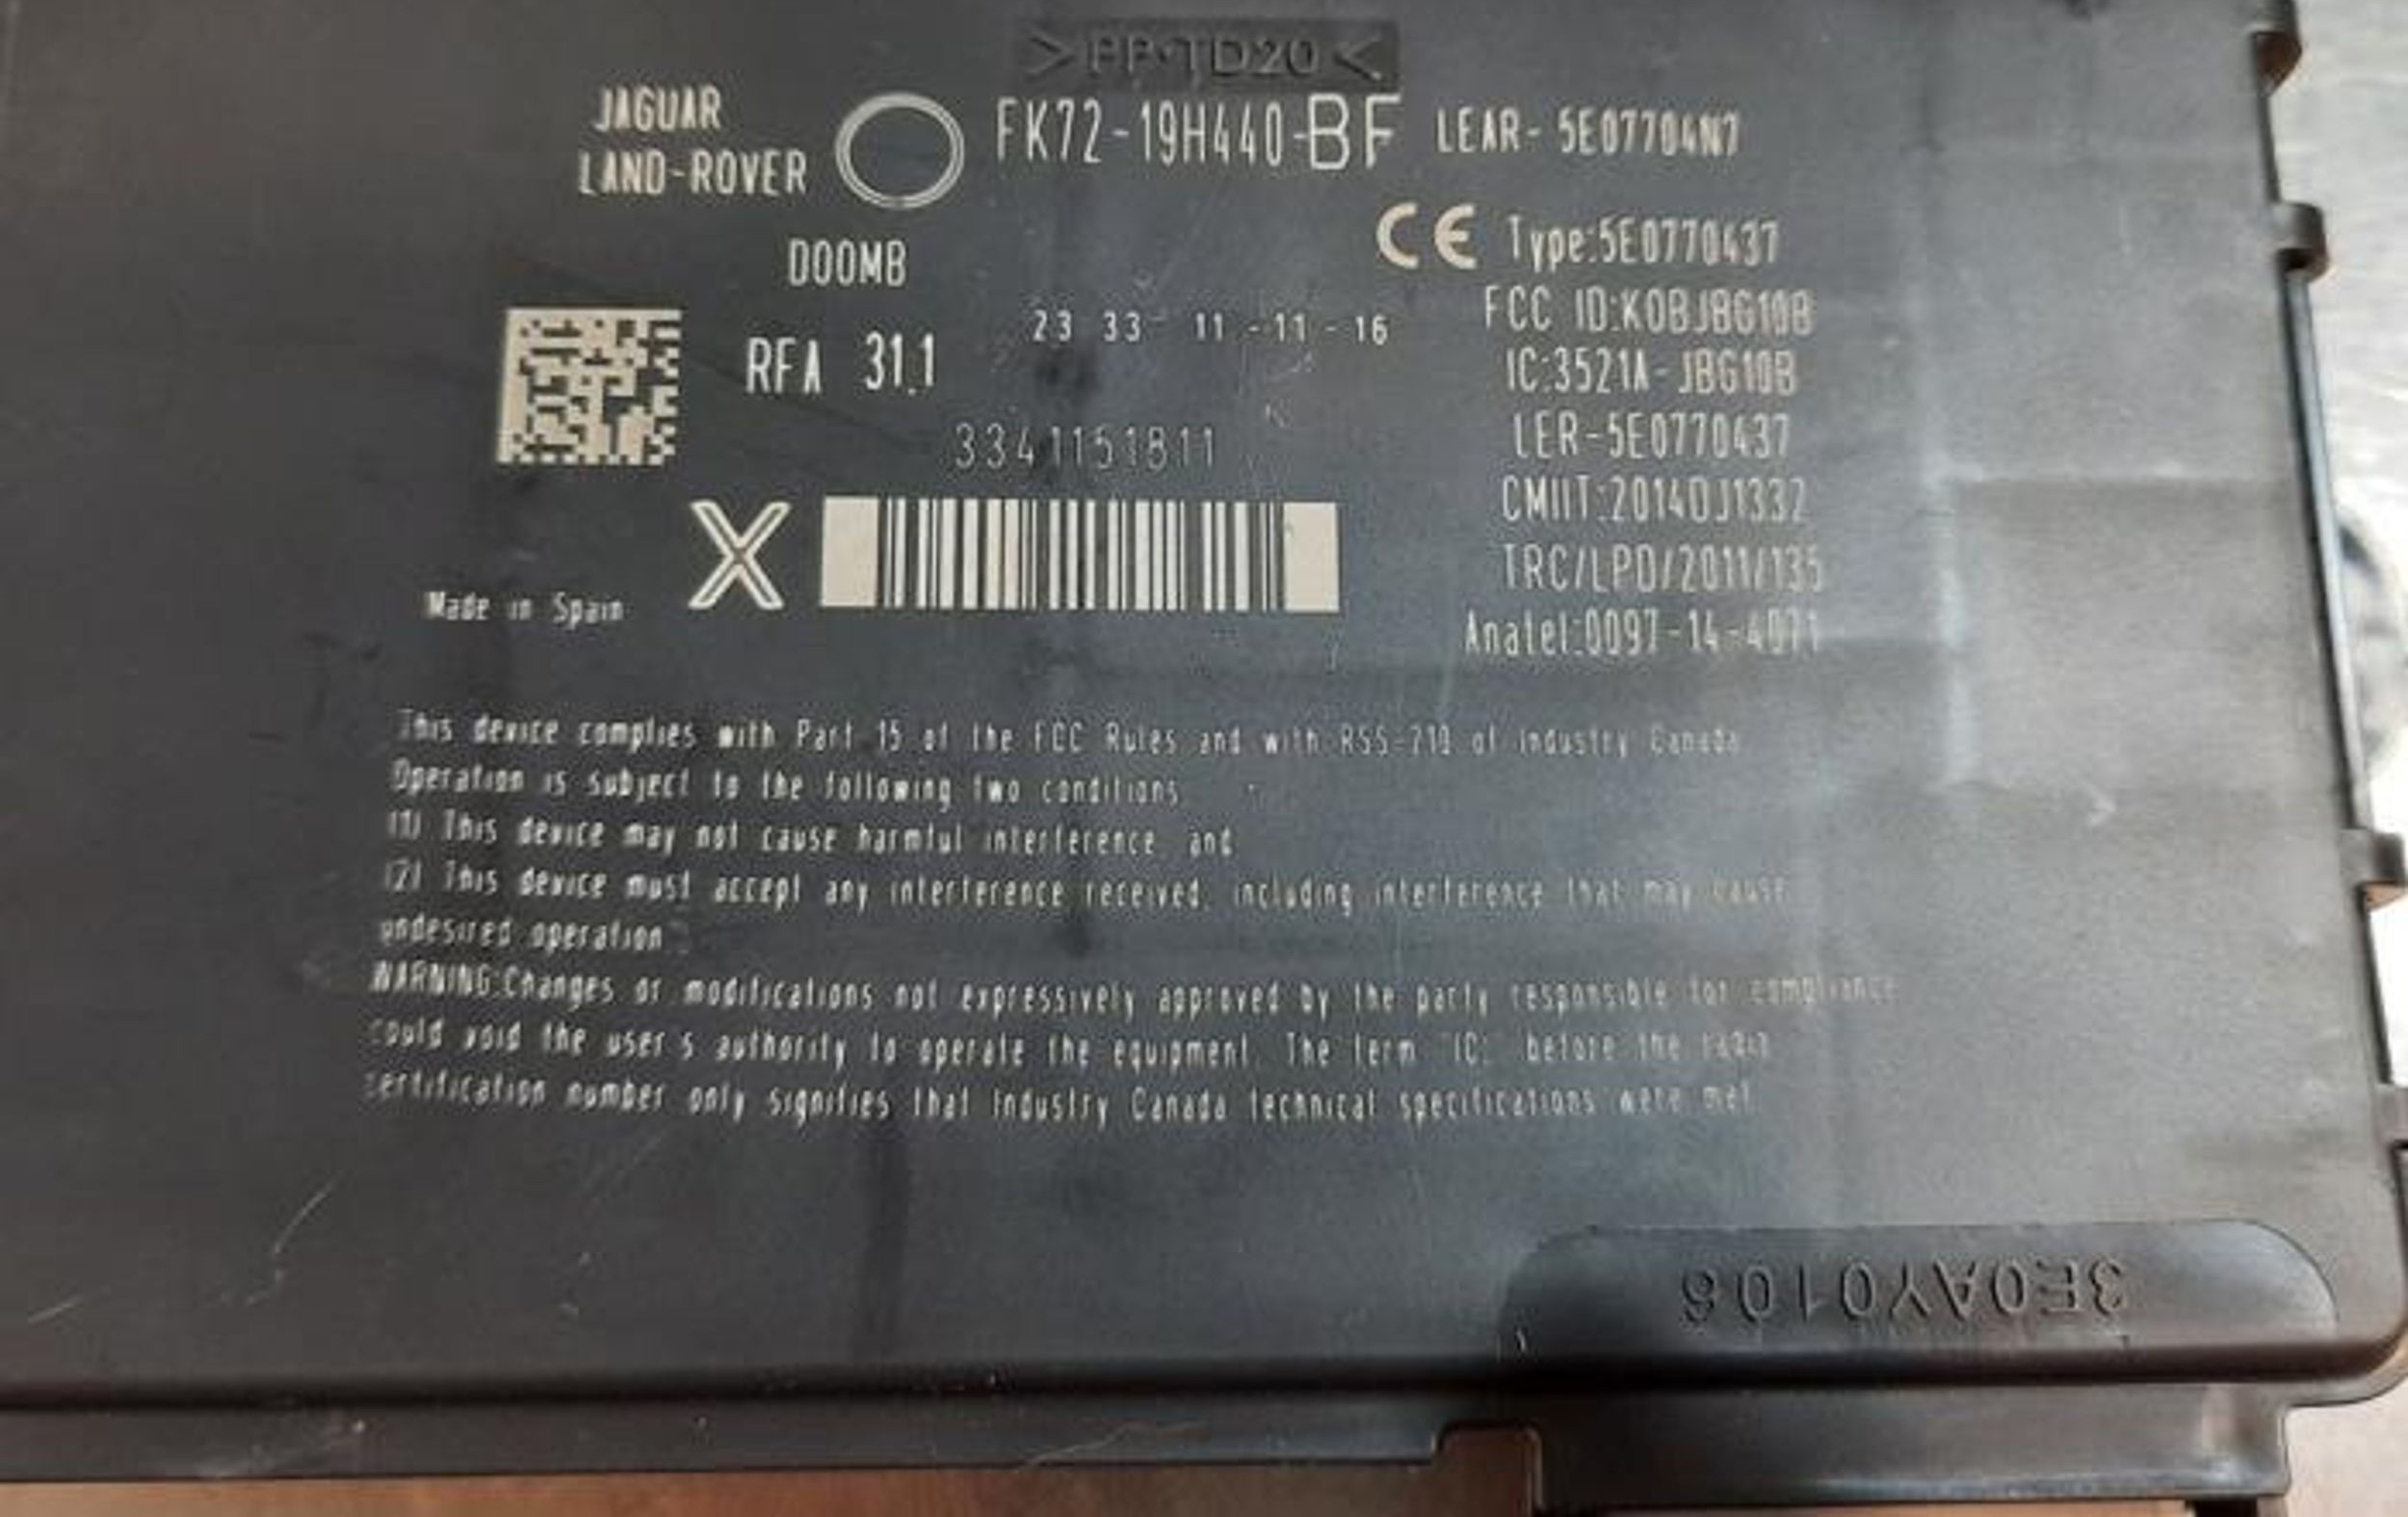 >PP-TD20<
JAGUAR
LAND-ROVER
FK72-19H440-BF
LEAR- 5E07704N7
D00MB
CE Type:5E0770437
23 33 11 -11 - 16
FCC ID:KOBJBG10B
RFA 31.1
IC:3521A-JBG10B
3341151811
LER-5E0770437
X
CMIIT:2014DJ1332
TRC/LPD/2011/135
Made in Spain
Anatel:0097-14-4071
This device complies with Part 15 of the FCC Rules and with RSS-210 of Industry Canada
Operation is subject to the following two conditions
(1) This device may not cause harmful interference, and
(2) This device must accept any interference received, including interference that may cause
undesired operation.
WARNING:Changes or modifications not expressively approved by the party responsible for compliance
could void the user's authority to operate the equipment. The term "IC:" before the radio
certification number only signifies that Industry Canada technical specifications were met.
3E0AY0106